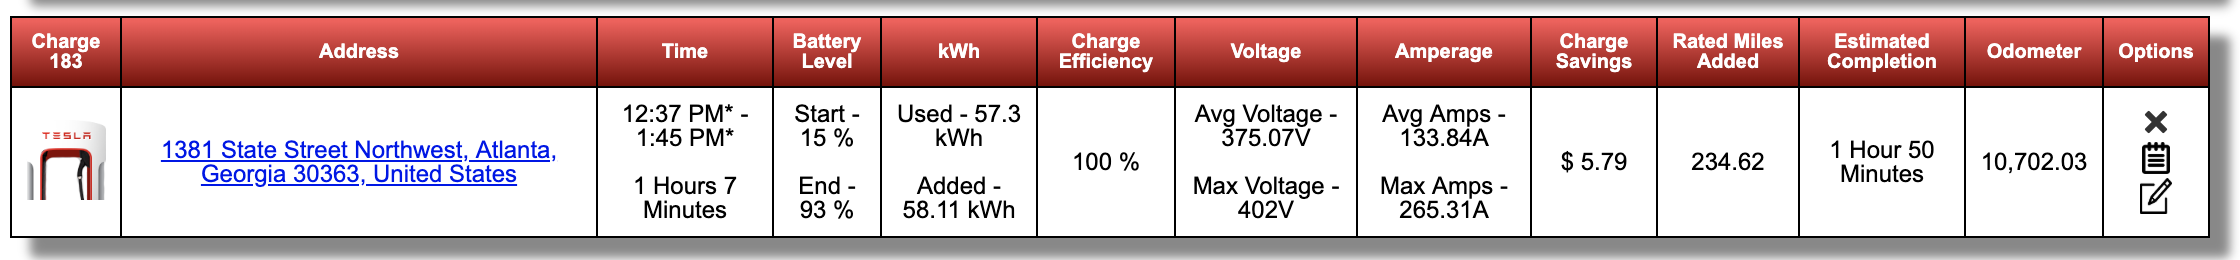 Charge 183
Address
Time
Battery Level
kWh
Charge Efficiency
Voltage
Amperage
Charge Savings
Rated Miles Added
Estimated Completion
Odometer
Options
TESLA
1381 State Street Northwest, Atlanta,
Georgia 30363, United States
12:37 PM* -
1:45 PM*
1 Hours 7
Minutes
Start -
15 %
End -
93 %
Used - 57.3
kWh
Added -
58.11 kWh
100 %
Avg Voltage -
375.07V
Max Voltage -
402V
Avg Amps -
133.84A
Max Amps -
265.31A
$ 5.79
234.62
1 Hour 50
Minutes
10,702.03